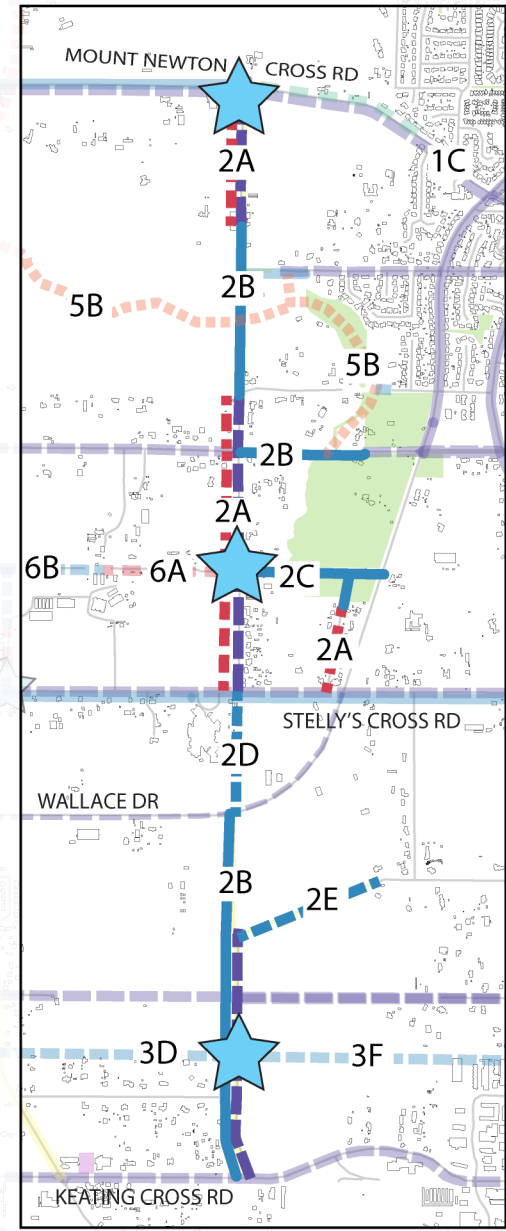 MOUNT NEWTON CROSS RD
2A
1C
2B
5B
5B
2B
2A
6B
6A
2C
2A
STELLY'S CROSS RD
2D
WALLACE DR
2B
2E
3D
3F
KEATING CROSS RD